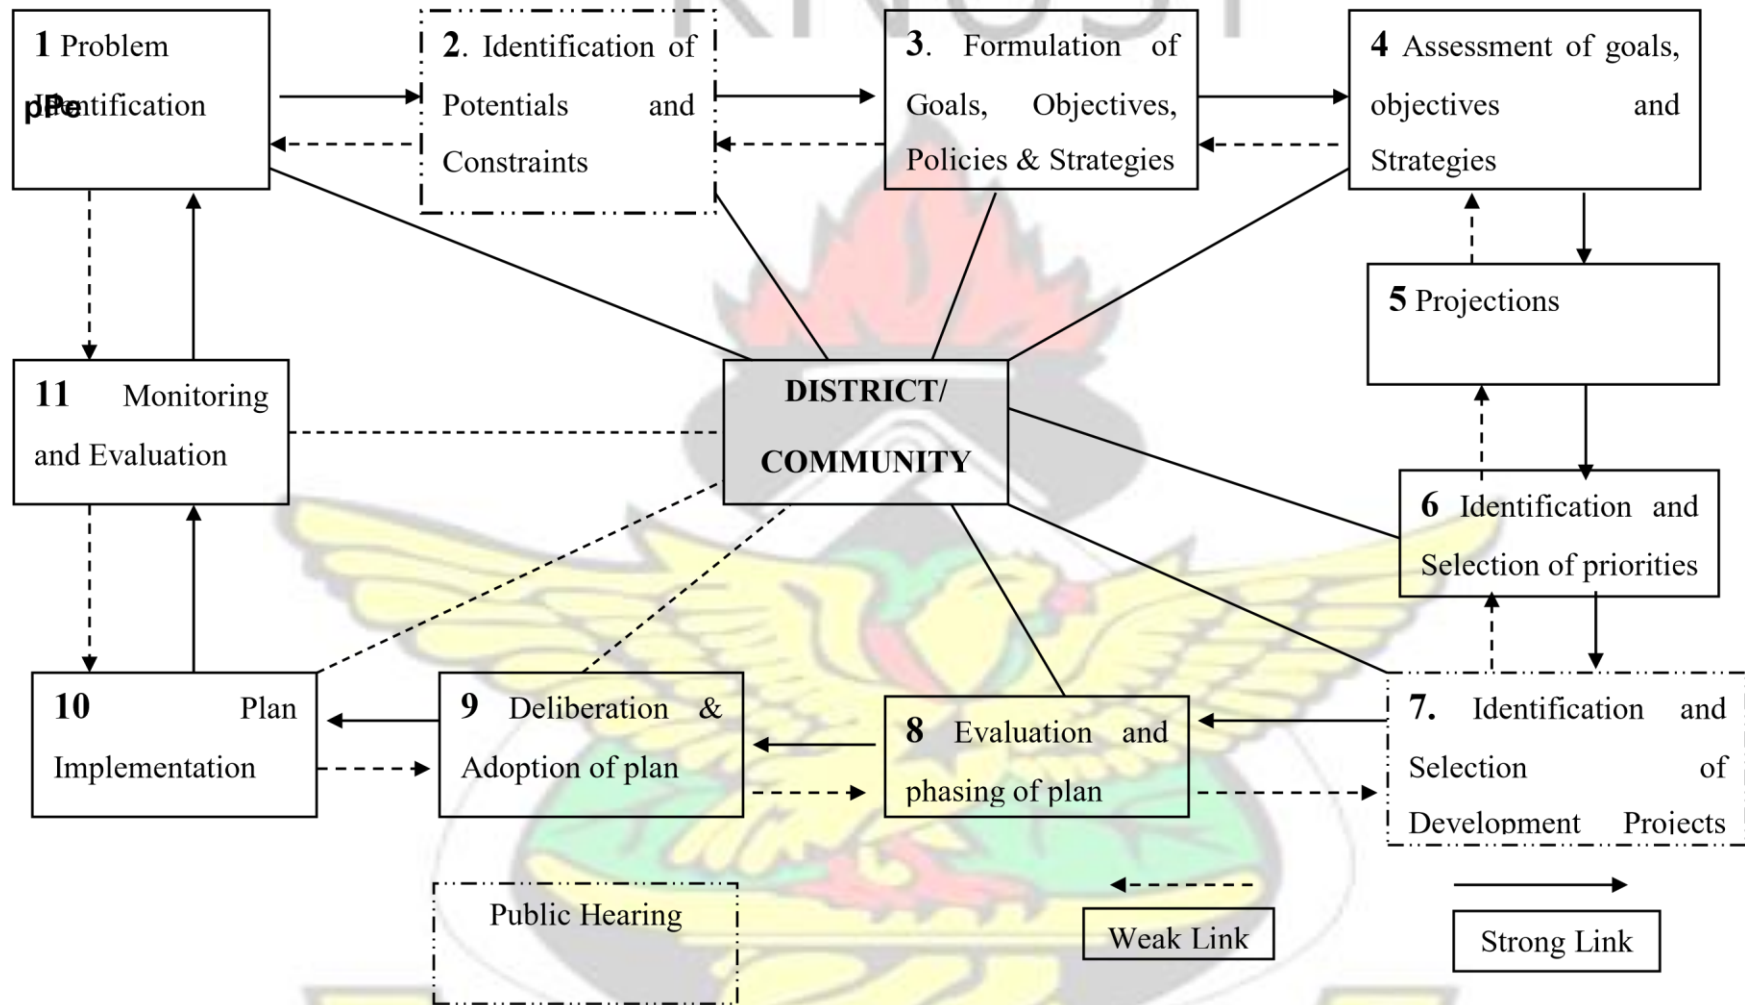 KNUST
1 Problem
Identification
pPe
2. Identification of
Potentials and
Constraints
3. Formulation of
Goals, Objectives,
Policies & Strategies
4 Assessment of goals,
objectives and
Strategies
5 Projections
6 Identification and
Selection of priorities
7. Identification and
Selection of
Development Projects
8 Evaluation and
phasing of plan
9 Deliberation &
Adoption of plan
10 Plan
Implementation
11 Monitoring
and Evaluation
DISTRICT/
COMMUNITY
Public Hearing
Weak Link
Strong Link